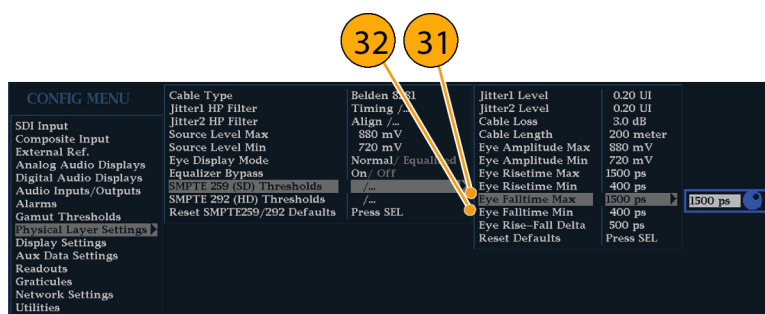 32 31
CONFIG MENU
SDI Input
Composite Input
External Ref.
Analog Audio Displays
Digital Audio Displays
Audio Inputs/Outputs
Alarms
Gamut Thresholds
Physical Layer Settings
Display Settings
Aux Data Settings
Readouts
Graticules
Network Settings
Utilities
Cable Type Belden 8281
Jitter1 HP Filter Timing /...
Jitter2 HP Filter Align /...
Source Level Max 880 mV
Source Level Min 720 mV
Eye Display Mode Normal/ Equalized
Equalizer Bypass On/ Off
SMPTE 259 (SD) Thresholds /...
SMPTE 292 (HD) Thresholds /...
Reset SMPTE259/292 Defaults Press SEL
Jitter1 Level 0.20 UI
Jitter2 Level 0.20 UI
Cable Loss 3.0 dB
Cable Length 200 meter
Eye Amplitude Max 880 mV
Eye Amplitude Min 720 mV
Eye Risetime Max 1500 ps
Eye Risetime Min 400 ps
Eye Falltime Max 1500 ps
Eye Falltime Min 400 ps
Eye Rise-Fall Delta 500 ps
Reset Defaults Press SEL
1500 ps